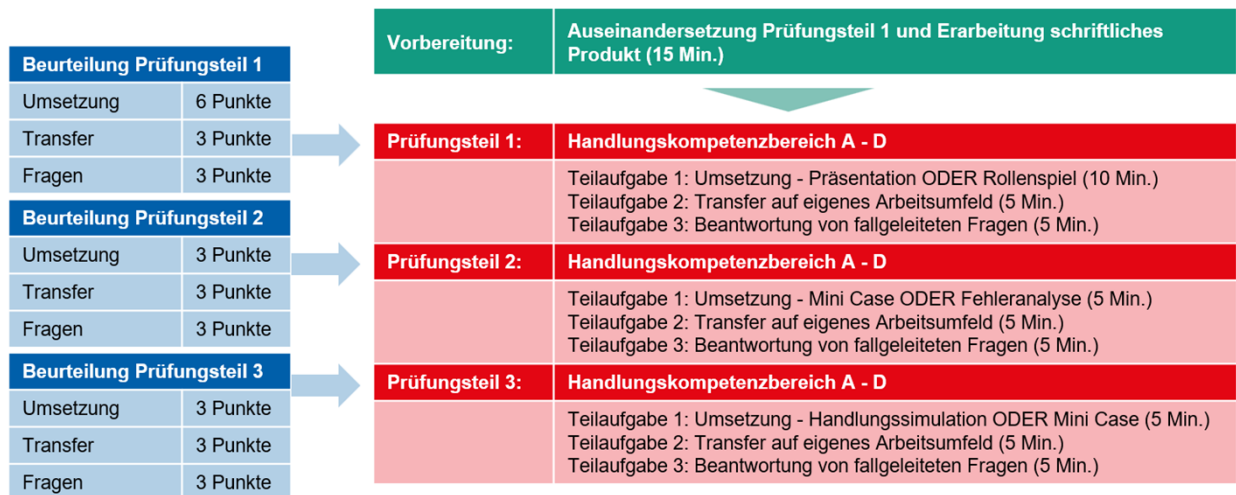 Vorbereitung:
Auseinandersetzung Prüfungsteil 1 und Erarbeitung schriftliches
Produkt (15 Min.)
Beurteilung Prüfungsteil 1
Umsetzung 6 Punkte
Transfer 3 Punkte
Fragen 3 Punkte
Beurteilung Prüfungsteil 2
Umsetzung 3 Punkte
Transfer 3 Punkte
Fragen 3 Punkte
Beurteilung Prüfungsteil 3
Umsetzung 3 Punkte
Transfer 3 Punkte
Fragen 3 Punkte
Prüfungsteil 1: Handlungskompetenzbereich A - D
Teilaufgabe 1: Umsetzung - Präsentation ODER Rollenspiel (10 Min.)
Teilaufgabe 2: Transfer auf eigenes Arbeitsumfeld (5 Min.)
Teilaufgabe 3: Beantwortung von fallgeleiteten Fragen (5 Min.)
Prüfungsteil 2: Handlungskompetenzbereich A - D
Teilaufgabe 1: Umsetzung - Mini Case ODER Fehleranalyse (5 Min.)
Teilaufgabe 2: Transfer auf eigenes Arbeitsumfeld (5 Min.)
Teilaufgabe 3: Beantwortung von fallgeleiteten Fragen (5 Min.)
Prüfungsteil 3: Handlungskompetenzbereich A - D
Teilaufgabe 1: Umsetzung - Handlungssimulation ODER Mini Case (5 Min.)
Teilaufgabe 2: Transfer auf eigenes Arbeitsumfeld (5 Min.)
Teilaufgabe 3: Beantwortung von fallgeleiteten Fragen (5 Min.)